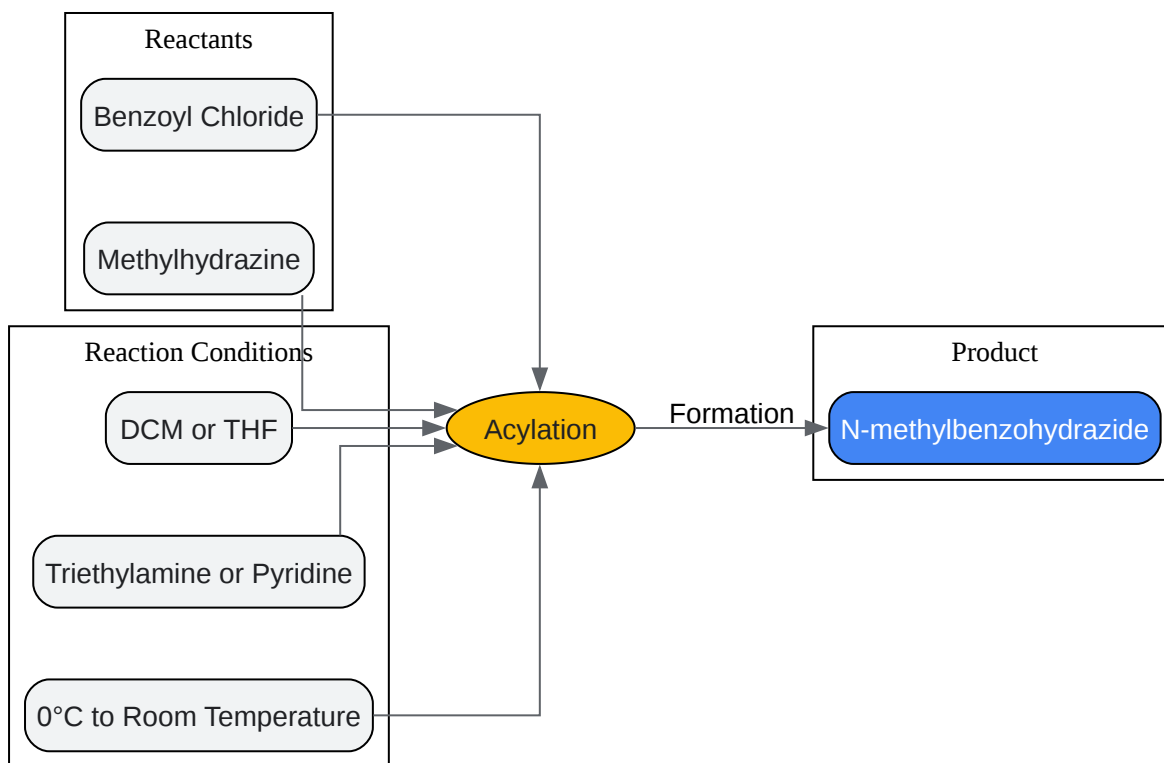 Reactants
Benzoyl Chloride
Methylhydrazine
Reaction Conditions
DCM or THF
Triethylamine or Pyridine
0°C to Room Temperature
Acylation
Formation
Product
N-methylbenzohydrazide